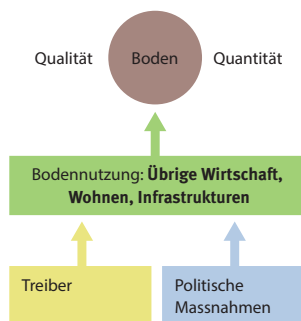 Qualität Boden Quantität
Bodennutzung: Übrige Wirtschaft,
Wohnen, Infrastrukturen
Treiber
Politische
Massnahmen